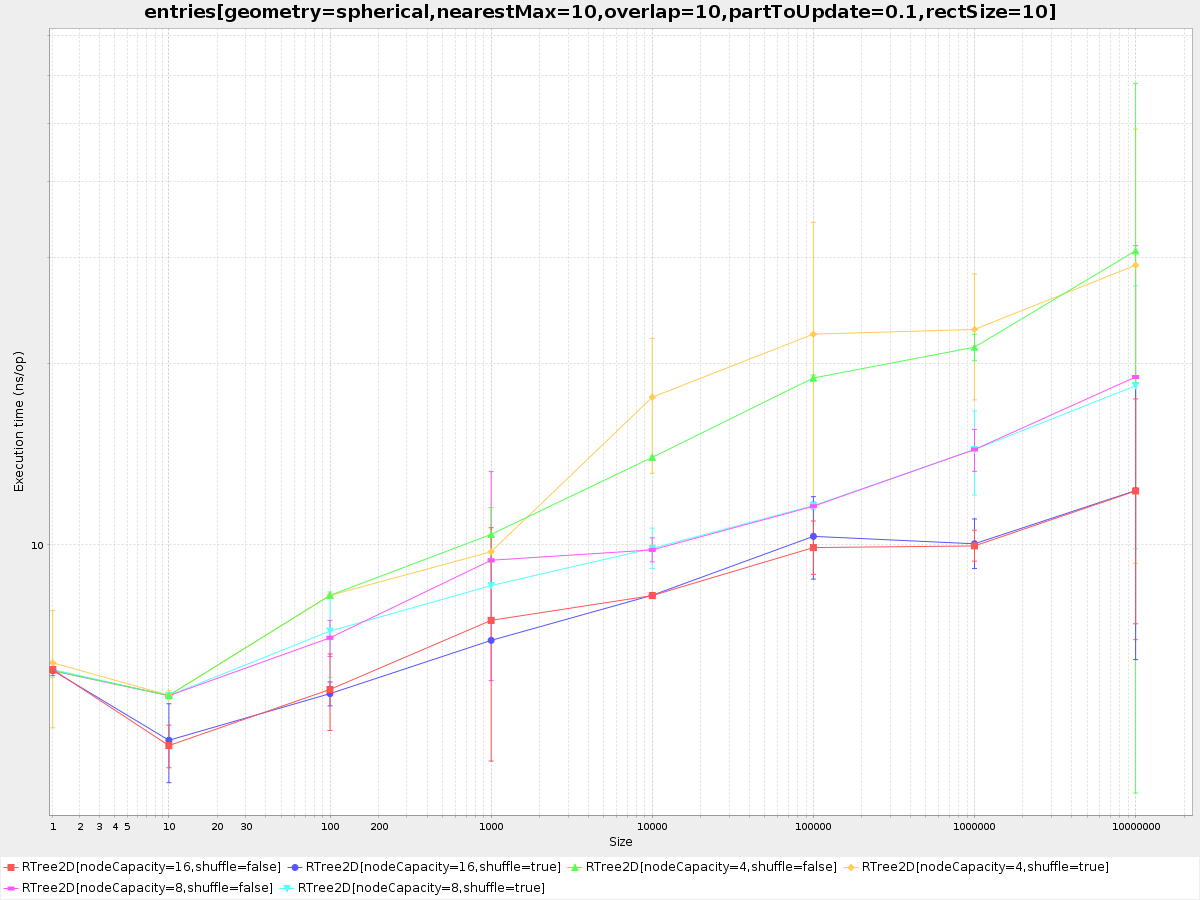 entries[geometry=spherical,nearestMax=10,overlap=10,partToUpdate=0.1,rectSize=10]
Execution time (ns/op)
10
1 2 3 4 5 10 20 30 100 200 1000 10000 100000 1000000 10000000
Size
RTree2D[nodeCapacity=16,shuffle=false] RTree2D[nodeCapacity=16,shuffle=true] RTree2D[nodeCapacity=4,shuffle=false] RTree2D[nodeCapacity=4,shuffle=true]
RTree2D[nodeCapacity=8,shuffle=false] RTree2D[nodeCapacity=8,shuffle=true]